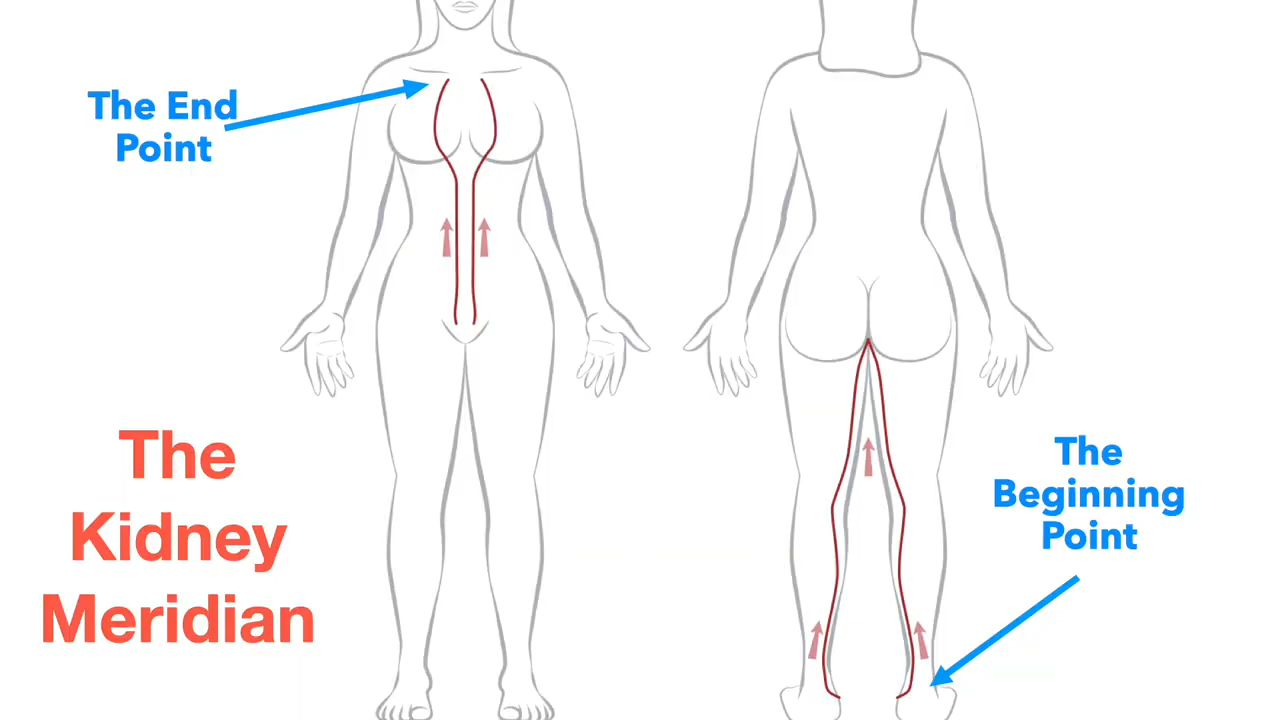 The End
Point
The
Kidney
Meridian
The
Beginning
Point